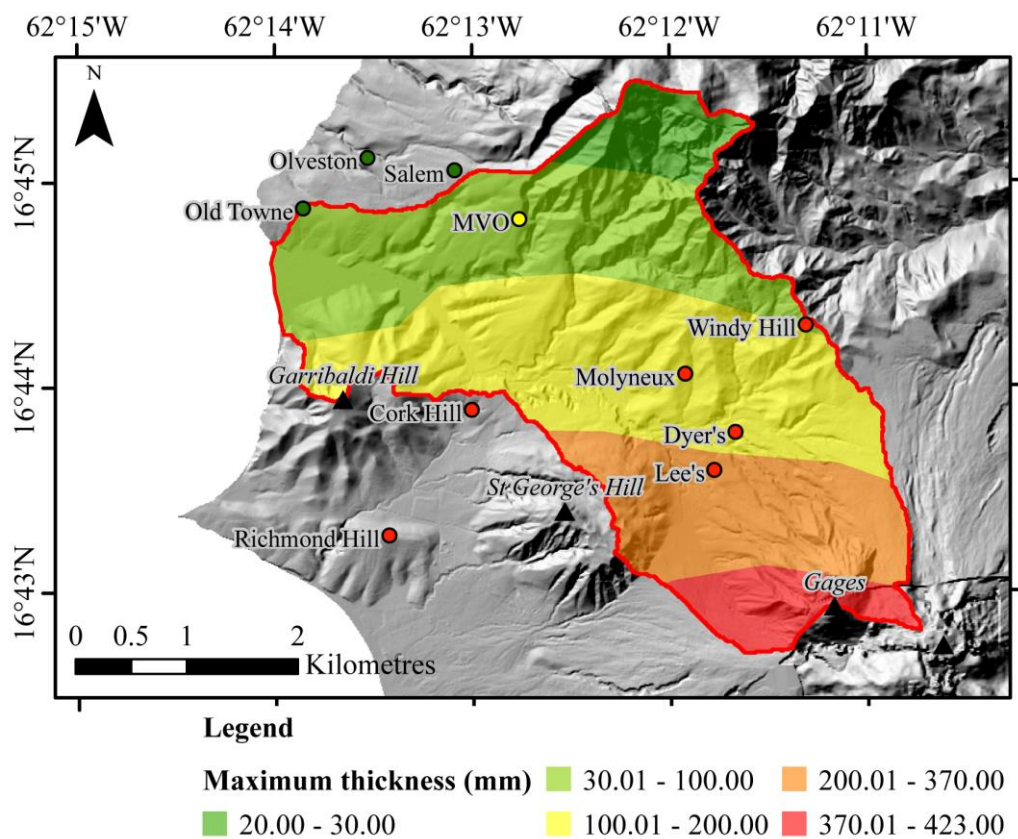 62°15'W 62°14'W 62°13'W 62°12'W 62°11'W
N
16°45'N
16°44'N
16°43'N
Olveston
Salem
Old Towne
MVO
Windy Hill
Garribaldi Hill
Molyneux
Cork Hill
Dyer's
Lee's
St George's Hill
Richmond Hill
Gages
0 0.5 1 2
Kilometres
Legend
Maximum thickness (mm)
20.00 - 30.00
30.01 - 100.00
100.01 - 200.00
200.01 - 370.00
370.01 - 423.00